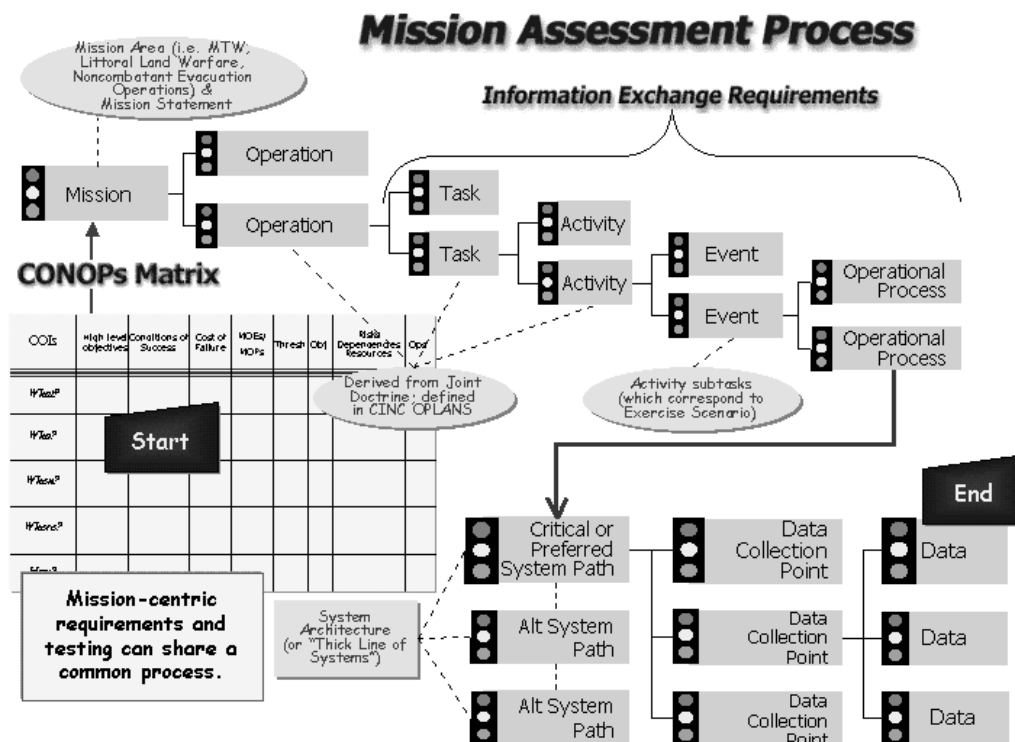 Mission Assessment Process
Mission Area (i.e. MTW,
Littoral Land Warfare,
Noncombatant Evacuation
Operations) &
Mission Statement
Information Exchange Requirements
Mission
Operation
Operation
Task
Task
Activity
Activity
Event
Event
Operational
Process
Operational
Process
CONOPs Matrix
COIs
High level
objectives
Conditions of
Success
Cost of
Failure
MOEs/
MOPs
Thresh
Obj
Risks
Dependencies
Resources
Ops/
Start
Derived from Joint
Doctrine; defined
in CINC OPLANS
Activity subtasks
(which correspond to
Exercise Scenario)
Mission-centric
requirements and
testing can share a
common process.
System
Architecture
(or "Thick Line of
Systems")
Critical or
Preferred
System Path
Alt System
Path
Alt System
Path
Data
Collection
Point
Data
Collection
Point
Data
Collection
Point
End
Data
Data
Data